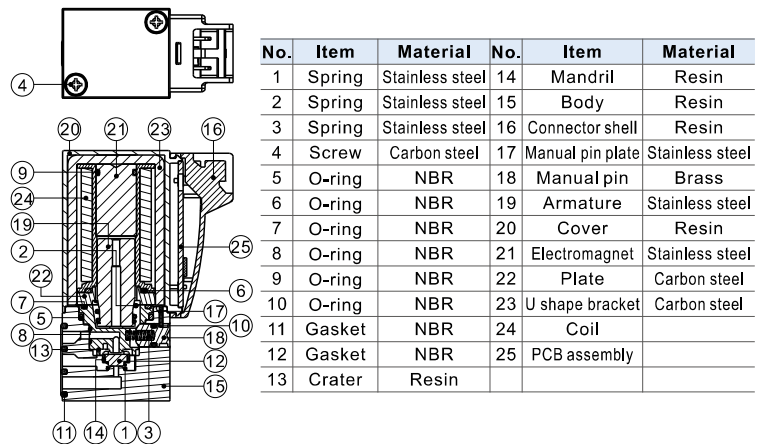 4
20
21
23
16
9
24
19
2
25
22
6
7
17
5
10
8
18
13
12
15
11
14
1
3
No. Item Material No. Item Material
1 Spring Stainless steel 14 Mandril Resin
2 Spring Stainless steel 15 Body Resin
3 Spring Stainless steel 16 Connector shell Resin
4 Screw Carbon steel 17 Manual pin plate Stainless steel
5 O-ring NBR 18 Manual pin Brass
6 O-ring NBR 19 Armature Stainless steel
7 O-ring NBR 20 Cover Resin
8 O-ring NBR 21 Electromagnet Stainless steel
9 O-ring NBR 22 Plate Carbon steel
10 O-ring NBR 23 U shape bracket Carbon steel
11 Gasket NBR 24 Coil
12 Gasket NBR 25 PCB assembly
13 Crater Resin